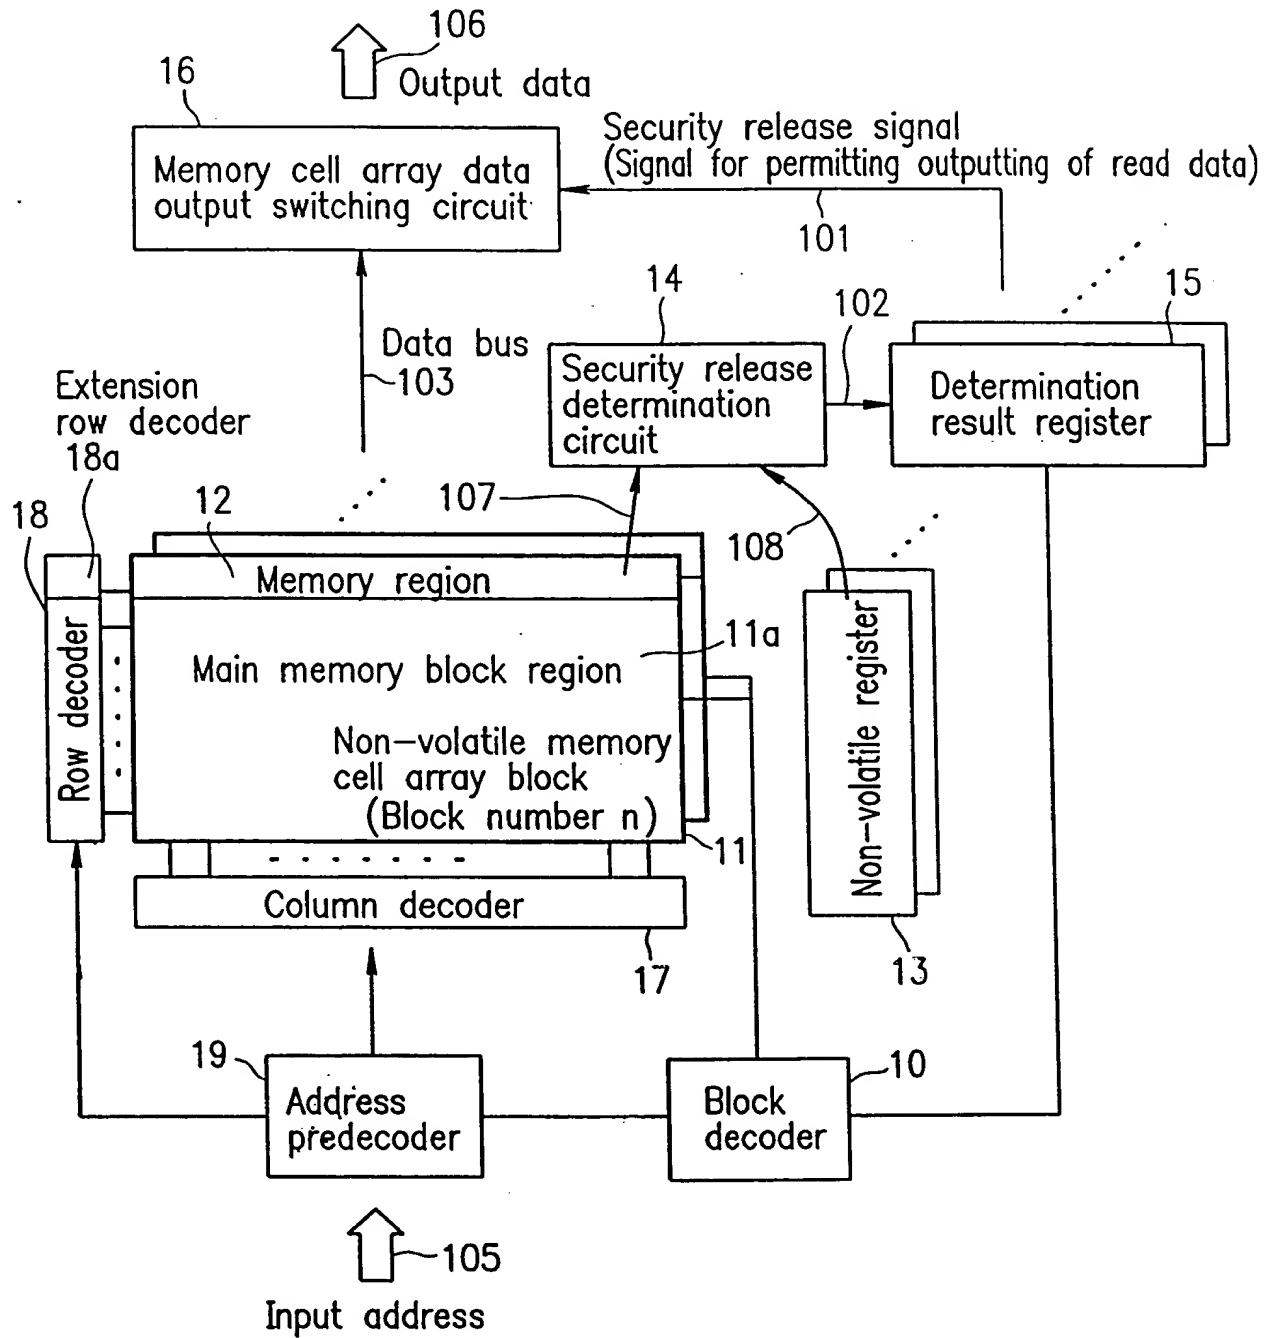 106
Output data
16
Memory cell array data
output switching circuit
Security release signal
(Signal for permitting outputting of read data)
101
14
102
15
Data bus
103
Security release
determination
circuit
Determination
result register
Extension
row decoder
18a
18
12
107
108
Memory region
11a
Main memory block region
Non-volatile memory
cell array block
(Block number n)
11
Row decoder
Non-volatile register
Column decoder
17
13
19
10
Address
predecoder
Block
decoder
105
Input address